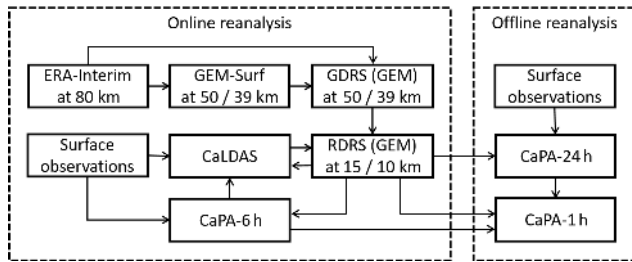 Online reanalysis
Offline reanalysis
ERA-Interim
at 80 km
GEM-Surf
at 50 / 39 km
GDRS (GEM)
at 50 / 39 km
Surface
observations
Surface
observations
CaLDAS
RDRS (GEM)
at 15 / 10 km
CaPA-24 h
CaPA-6 h
CaPA-1 h